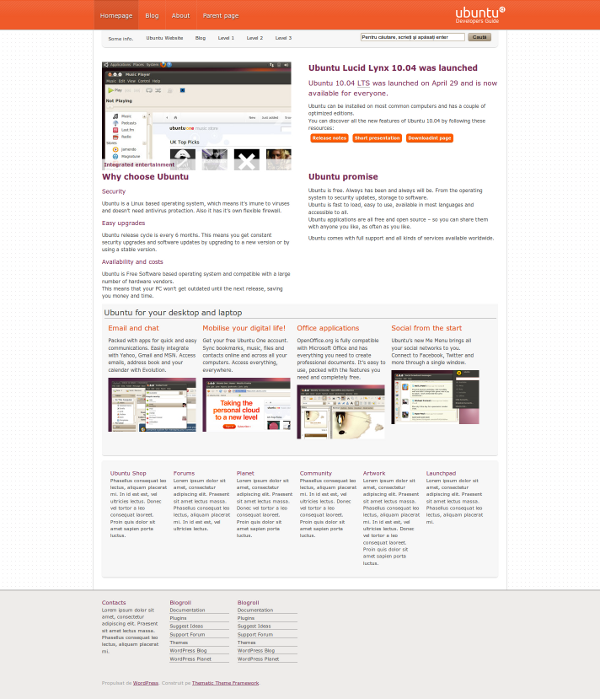 Homepage Blog About Parent page
ubuntu
Developers Guide
Some info. Ubuntu Website Blog Level 1 Level 2 Level 3
Pentru căutare, scrieți și apăsați enter Caută
Music Player
Not Playing
Music
Podcasts
Last.fm
Radio
Jamendo
Magnatune
ubuntu one music store
UK Top Picks
Integrated entertainment
Ubuntu Lucid Lynx 10.04 was launched
Ubuntu 10.04 LTS was launched on April 29 and is now
available for everyone.
Ubuntu can be installed on most common computers and has a couple of
optimized editions.
You can discover all the new features of Ubuntu 10.04 by following these
resources:
Release notes Short presentation Downloadint page
Why choose Ubuntu
Security
Ubuntu is a Linux based operating system, which means it's imune to viruses
and doesn't need antivirus protection. Also it has it's own flexible firewall.
Easy upgrades
Ubuntu release cycle is every 6 months. This means you get constant
security upgrades and software updates by upgrading to a new version or by
using a stable version.
Availability and costs
Ubuntu is Free Software based operating system and compatible with a large
number of hardware vendors.
This means that your PC won't get outdated until the next release, saving
you money and time.
Ubuntu promise
Ubuntu is free. Always has been and always will be. From the operating
system to security updates, storage to software.
Ubuntu is fast to load, easy to use, available in most languages and
accessible to all.
Ubuntu applications are all free and open source – so you can share them
with anyone you like, as often as you like.
Ubuntu comes with full support and all kinds of services available worldwide.
Ubuntu for your desktop and laptop
Email and chat
Packed with apps for quick and easy
communications. Easily integrate
with Yahoo, Gmail and MSN. Access
emails, address book and your
calender with Evolution.
Mobilise your digital life!
Get your free Ubuntu One account.
Sync bookmarks, music, files and
contacts online and across all your
computers. Access everything,
everywhere.
Taking the
personal cloud
to a new level
Office applications
OpenOffice.org is fully compatible
with Microsoft Office and has
everything you need to create
professional documents. It's easy to
use, packed with the features you
need and completely free.
Social from the start
Ubuntu's new Me Menu brings all
your social networks to you.
Connect to Facebook, Twitter and
more through a single window.
Ubuntu Shop
Phasellus consequat leo
lectus, aliquam placerat
mi. In id est est, vel
ultricies lectus. Donec
vel tortor a leo
consequat laoreet.
Proin quis dolor sit
amet sapien porta
luctus.
Forums
Lorem ipsum dolor sit
amet, consectetur
adipiscing elit. Praesent
sit amet lectus massa.
Phasellus consequat leo
lectus, aliquam placerat
mi. In id est est, vel
ultricies lectus.
Planet
Lorem ipsum dolor sit
amet, consectetur
adipiscing elit. Praesent
sit amet lectus massa.
Donec vel tortor a leo
consequat laoreet.
Proin quis dolor sit
amet sapien porta
luctus.
Community
Phasellus consequat leo
lectus, aliquam placerat
mi. In id est est, vel
ultricies lectus. Donec
vel tortor a leo
consequat laoreet.
Proin quis dolor sit
amet sapien porta
luctus.
Artwork
Lorem ipsum dolor sit
amet, consectetur
adipiscing elit. Praesent
sit amet lectus massa.
Phasellus consequat leo
lectus, aliquam placerat
mi. In id est est, vel
ultricies lectus. Donec
vel tortor a leo
consequat laoreet.
Proin quis dolor sit
amet sapien porta
luctus.
Launchpad
Lorem ipsum dolor sit
amet, consectetur
adipiscing elit. Praesent
sit amet lectus massa.
Phasellus consequat leo
lectus, aliquam placerat
mi.
Contacts
Lorem ipsum dolor sit
amet, consectetur
adipiscing elit. Praesent
sit amet lectus massa.
Phasellus consequat leo
lectus, aliquam placerat
mi.
Blogroll
Documentation
Plugins
Suggest Ideas
Support Forum
Themes
WordPress Blog
WordPress Planet
Blogroll
Documentation
Plugins
Suggest Ideas
Support Forum
Themes
WordPress Blog
WordPress Planet
Propulsat de WordPress. Construit pe Thematic Theme Framework.